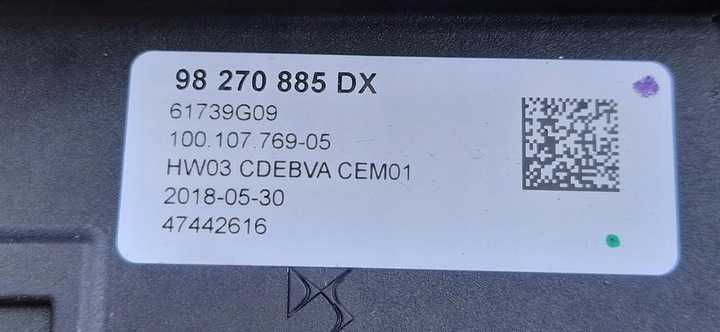 98 270 885 DX
61739G09
100.107.769-05
HW03 CDEBVA CEM01
2018-05-30
47442616